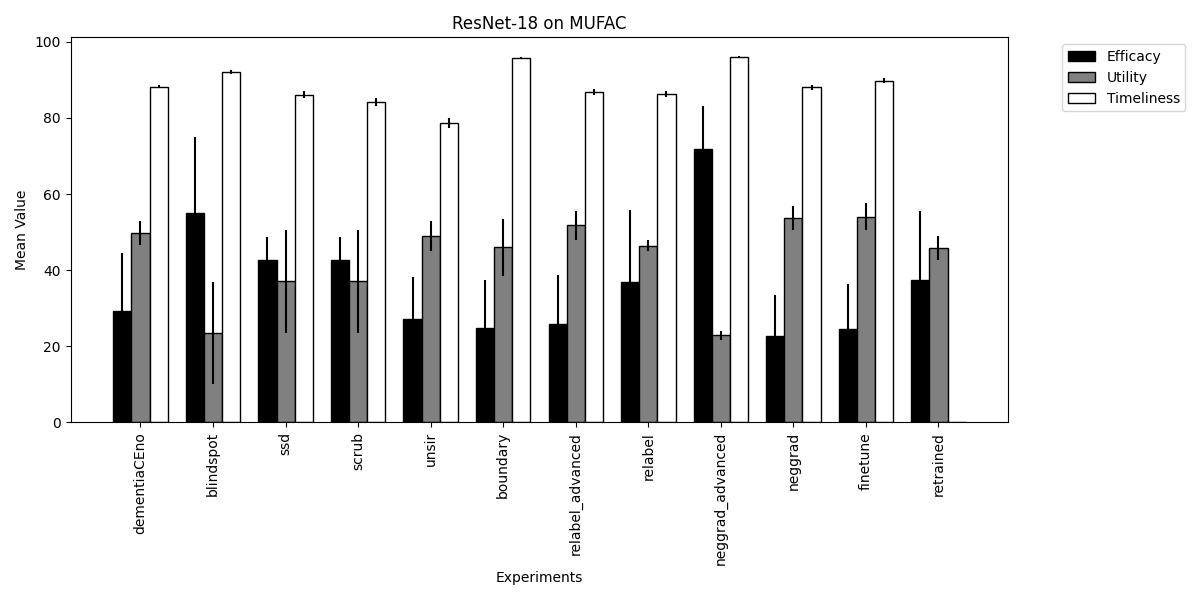 ResNet-18 on MUFAC
Efficacy
Utility
Timeliness
Mean Value
100
80
60
40
20
0
dementiaCEno
blindspot
ssd
scrub
unsir
boundary
relabel_advanced
relabel
neggrad_advanced
neggrad
finetune
retrained
Experiments